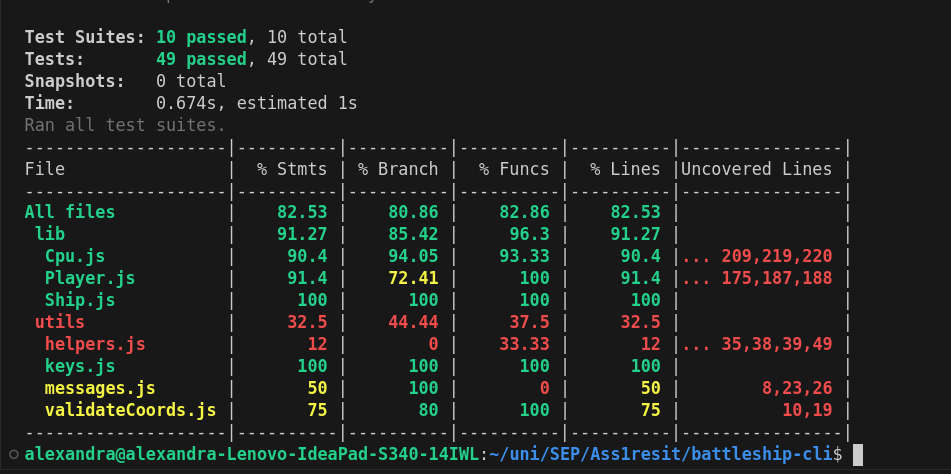 Test Suites: 10 passed, 10 total
Tests:       49 passed, 49 total
Snapshots:   0 total
Time:        0.674s, estimated 1s
Ran all test suites.
--------------------|----------|----------|----------|----------|----------------|
File                |  % Stmts | % Branch |  % Funcs |  % Lines |Uncovered Lines |
--------------------|----------|----------|----------|----------|----------------|
All files           |    82.53 |    80.86 |    82.86 |    82.53 |                |
 lib                |    91.27 |    85.42 |     96.3 |    91.27 |                |
  Cpu.js            |     90.4 |    94.05 |    93.33 |     90.4 |... 209,219,220 |
  Player.js         |     91.4 |    72.41 |      100 |     91.4 |... 175,187,188 |
  Ship.js           |      100 |      100 |      100 |      100 |                |
 utils              |     32.5 |    44.44 |     37.5 |     32.5 |                |
  helpers.js        |       12 |        0 |    33.33 |       12 |... 35,38,39,49 |
  keys.js           |      100 |      100 |      100 |      100 |                |
  messages.js       |       50 |      100 |        0 |       50 |        8,23,26 |
  validateCoords.js |       75 |       80 |      100 |       75 |          10,19 |
--------------------|----------|----------|----------|----------|----------------|
alexandra@alexandra-Lenovo-IdeaPad-S340-14IWL:~/uni/SEP/Ass1resit/battleship-cli$